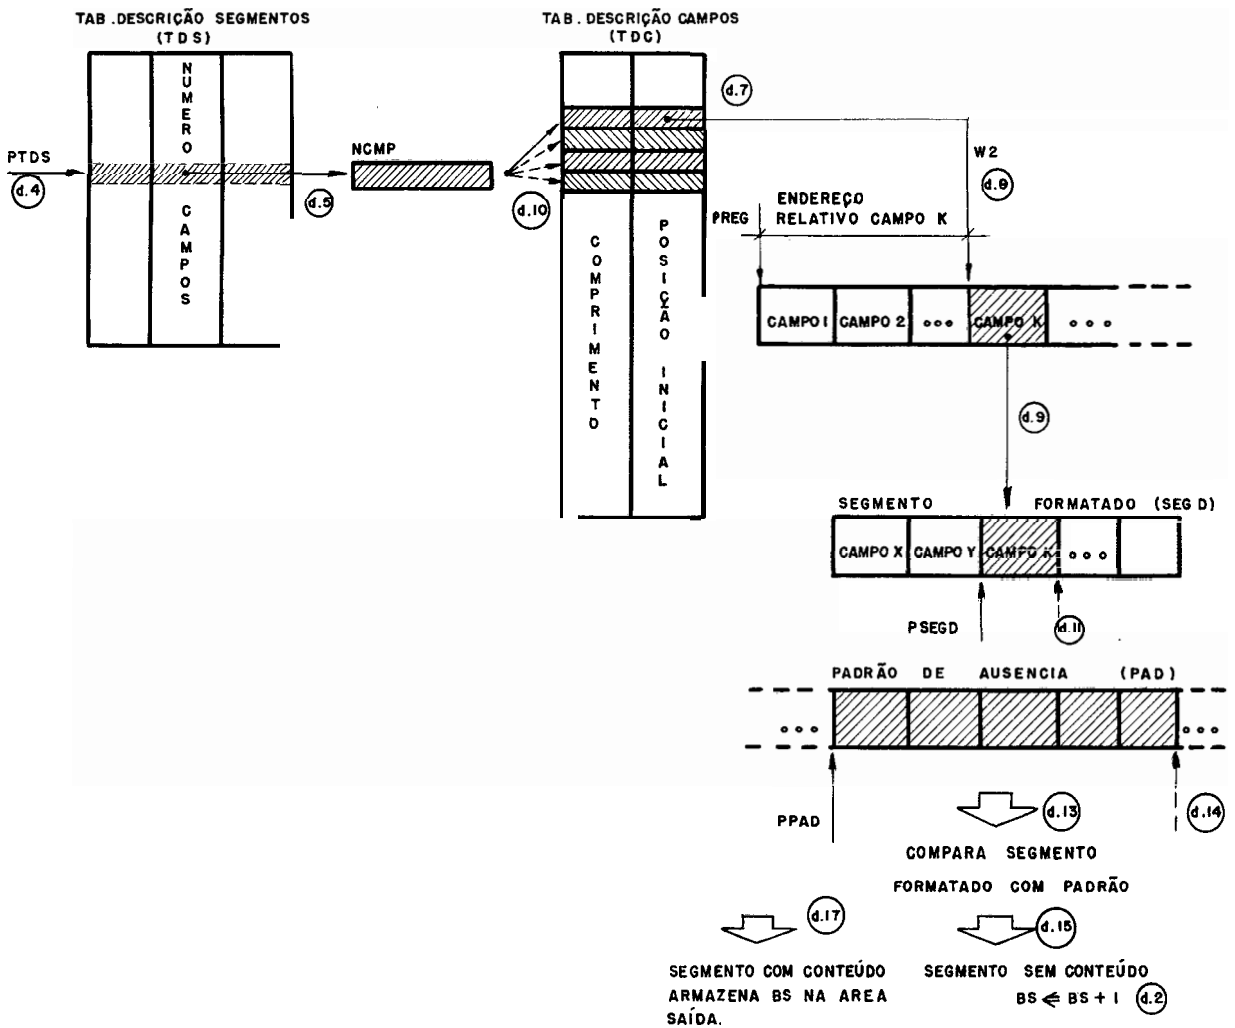 TAB.DESCRIÇÃO SEGMENTOS
(TDS)
TAB. DESCRIÇÃO CAMPOS
(TDC)
NUMERO
CAMPOS
PTDS
d.4
d.5
NCMP
d.10
COMPRIMENTO
POSIÇÃO INICIAL
d.7
W2
d.8
PREG
ENDEREÇO
RELATIVO CAMPO K
CAMPO 1 CAMPO 2 ... CAMPO K ...
d.9
SEGMENTO FORMATADO (SEGD)
CAMPO X CAMPO Y CAMPO K ...
PSEGD
d.11
PADRÃO DE AUSENCIA (PAD)
... ...
PPAD
d.13
d.14
COMPARA SEGMENTO
FORMATADO COM PADRÃO
d.17
d.15
SEGMENTO COM CONTEÚDO
ARMAZENA BS NA AREA
SAÍDA.
SEGMENTO SEM CONTEÚDO
BS ⋲ BS + 1 d.2